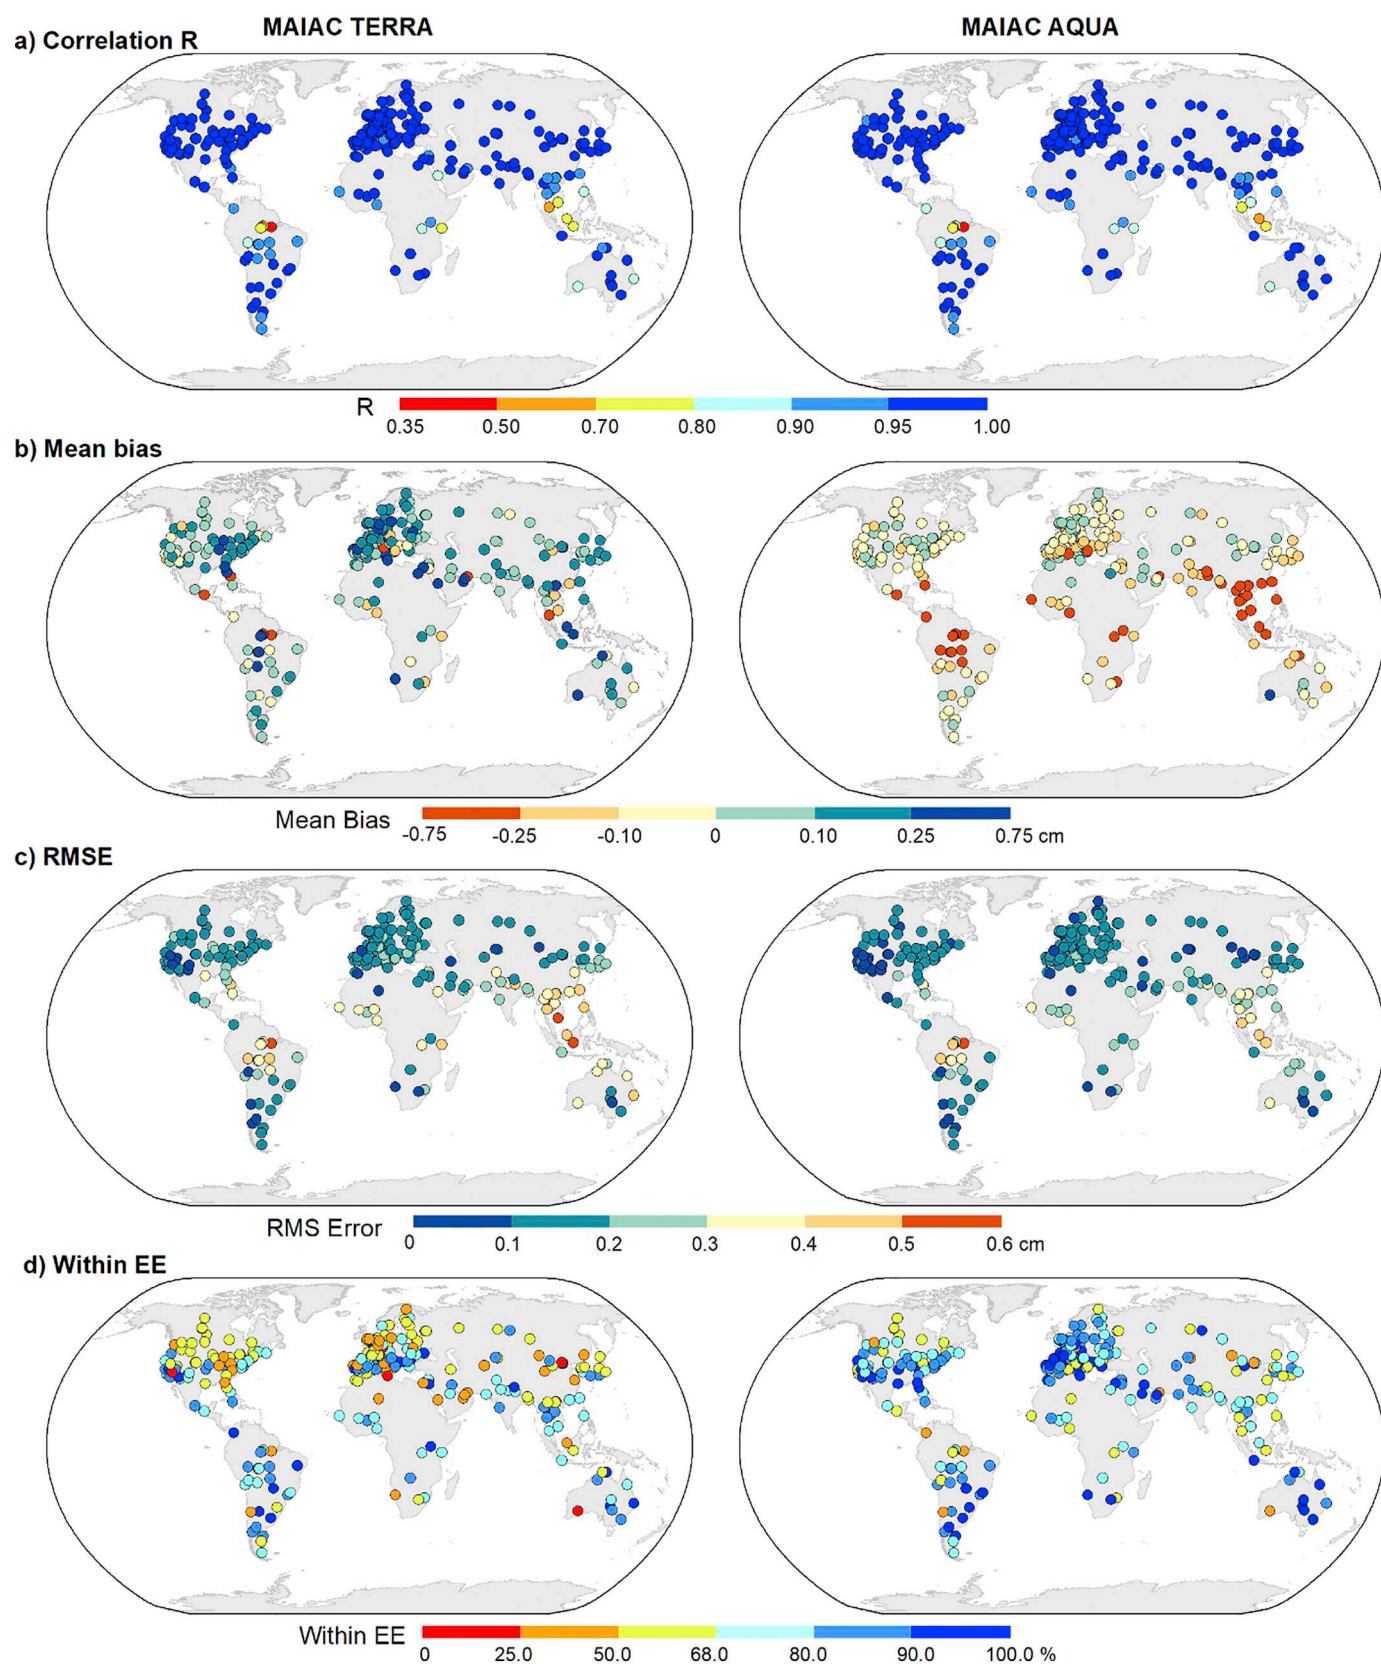 MAIAC TERRA MAIAC AQUA
a) Correlation R
R
0.35 0.50 0.70 0.80 0.90 0.95 1.00
b) Mean bias
Mean Bias
-0.75 -0.25 -0.10 0 0.10 0.25 0.75 cm
c) RMSE
RMS Error
0 0.1 0.2 0.3 0.4 0.5 0.6 cm
d) Within EE
Within EE
0 25.0 50.0 68.0 80.0 90.0 100.0 %